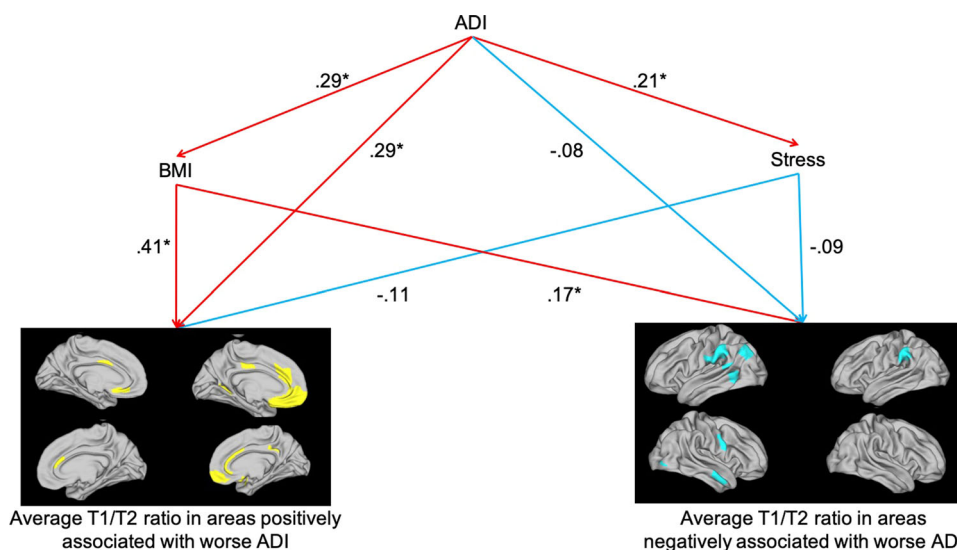 ADI
.29*
.21*
.29*
-.08
BMI
Stress
.41*
-.09
-.11
.17*
Average T1/T2 ratio in areas positively
associated with worse ADI
Average T1/T2 ratio in areas
negatively associated with worse AD